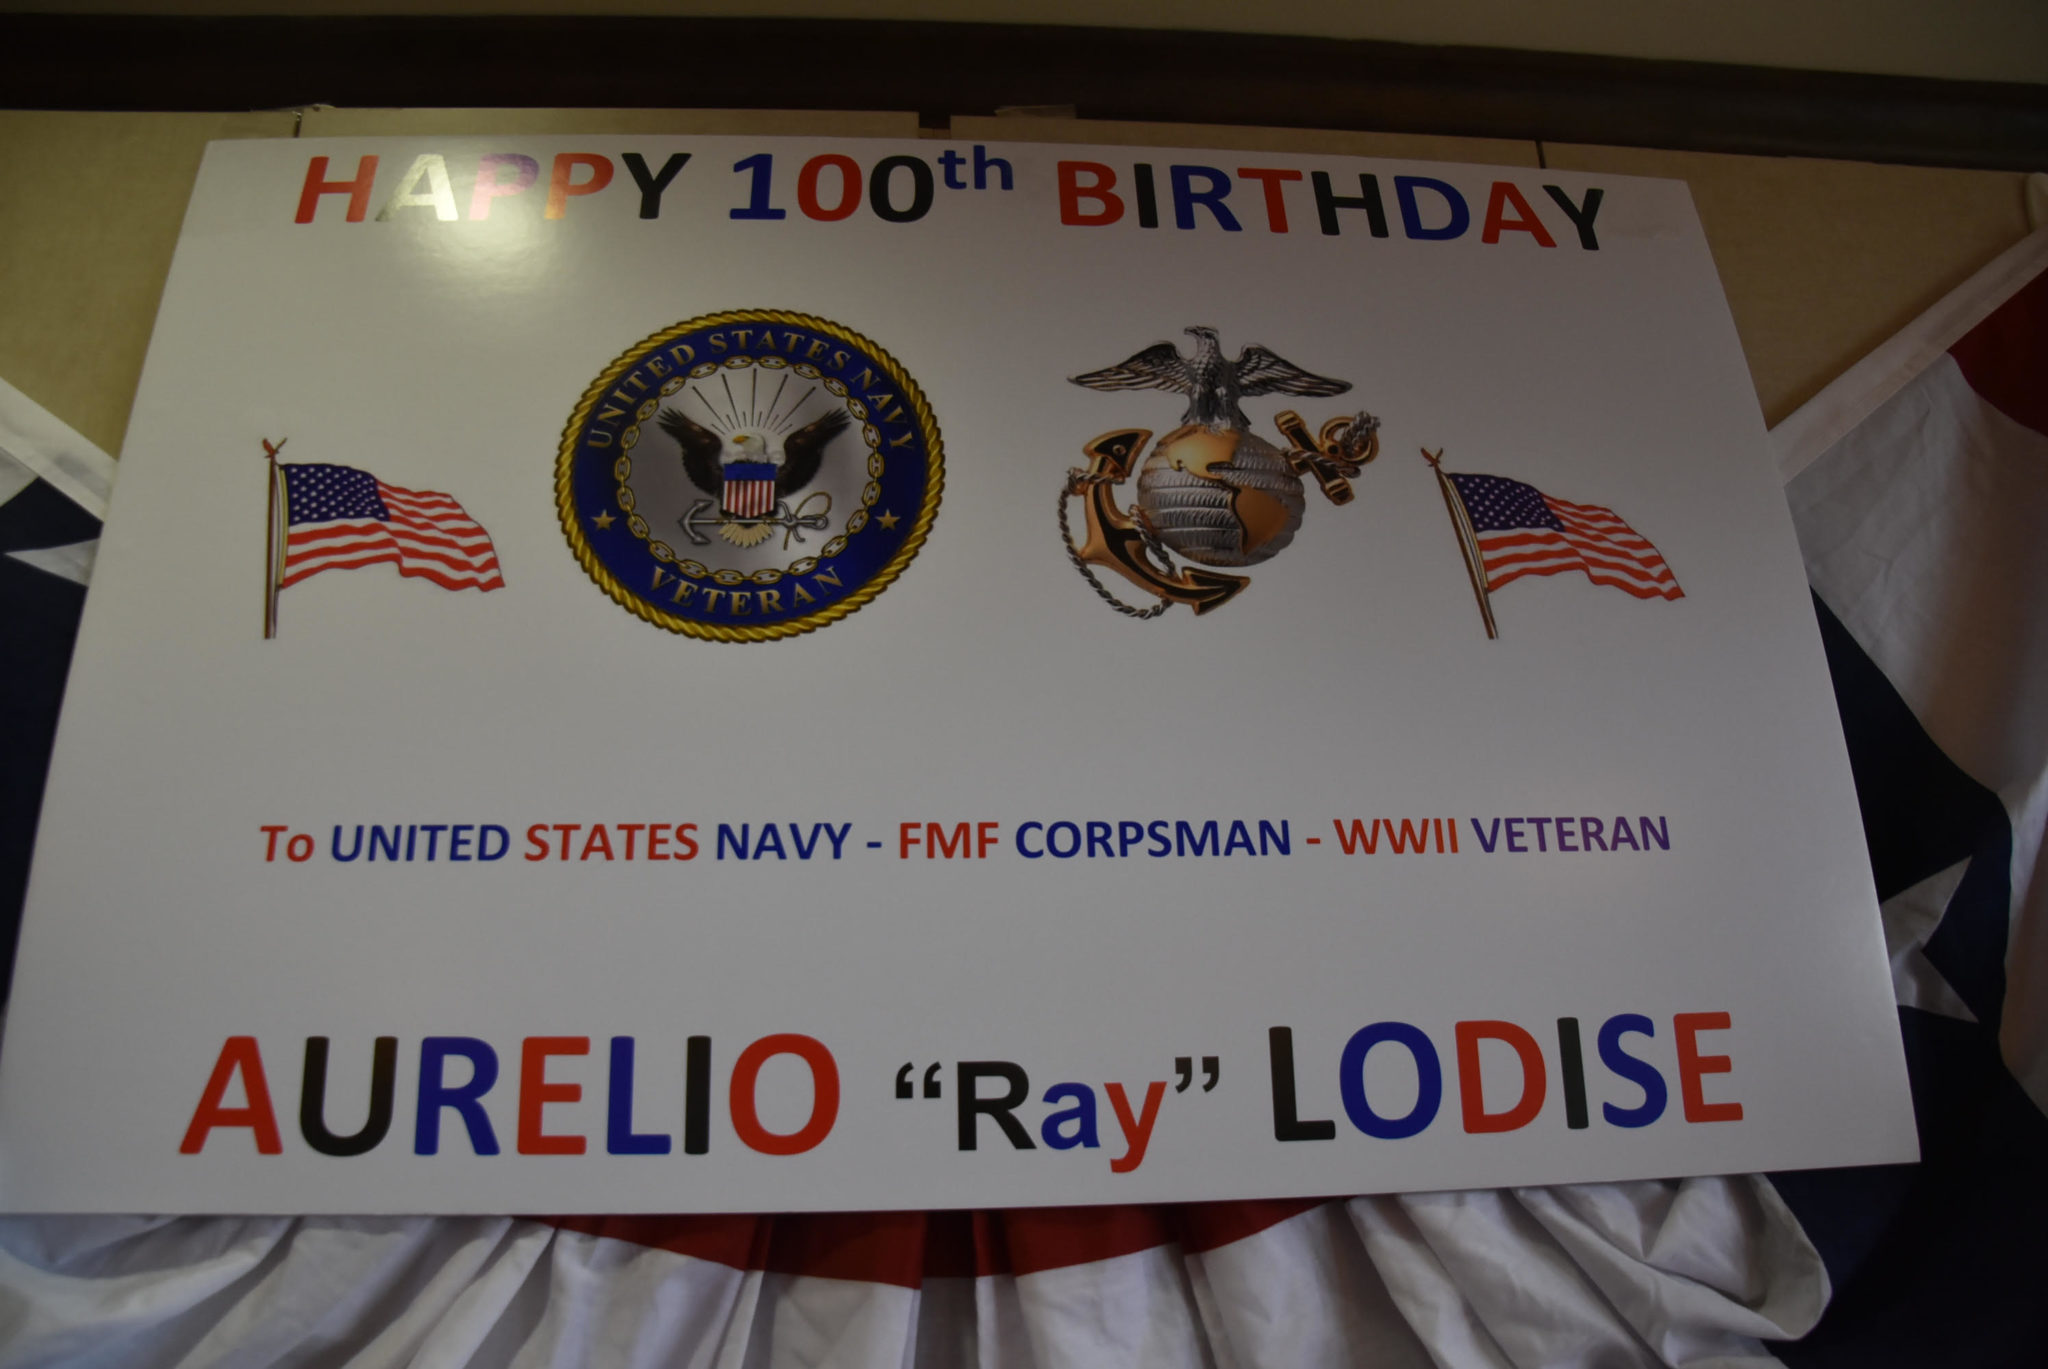 HAPPY 100th BIRTHDAY
UNITED STATES NAVY
VETERAN
To UNITED STATES NAVY - FMF CORPSMAN - WWII VETERAN
AURELIO “Ray” LODISE